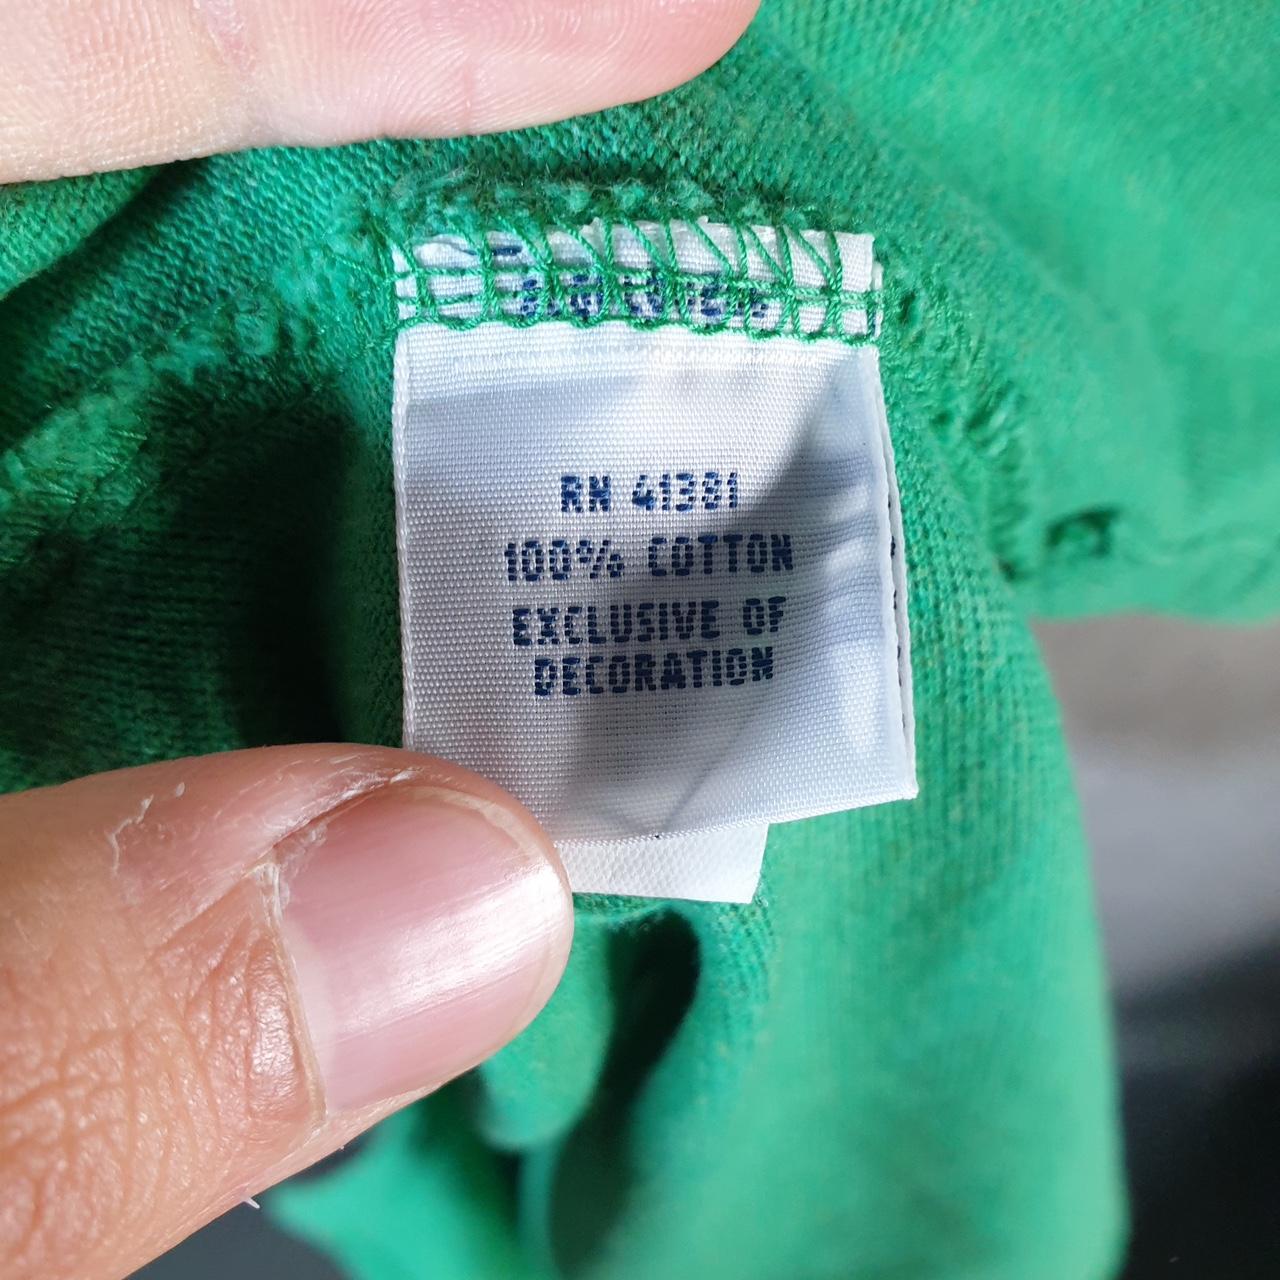 RN 41381
100% COTTON
EXCLUSIVE OF
DECORATION